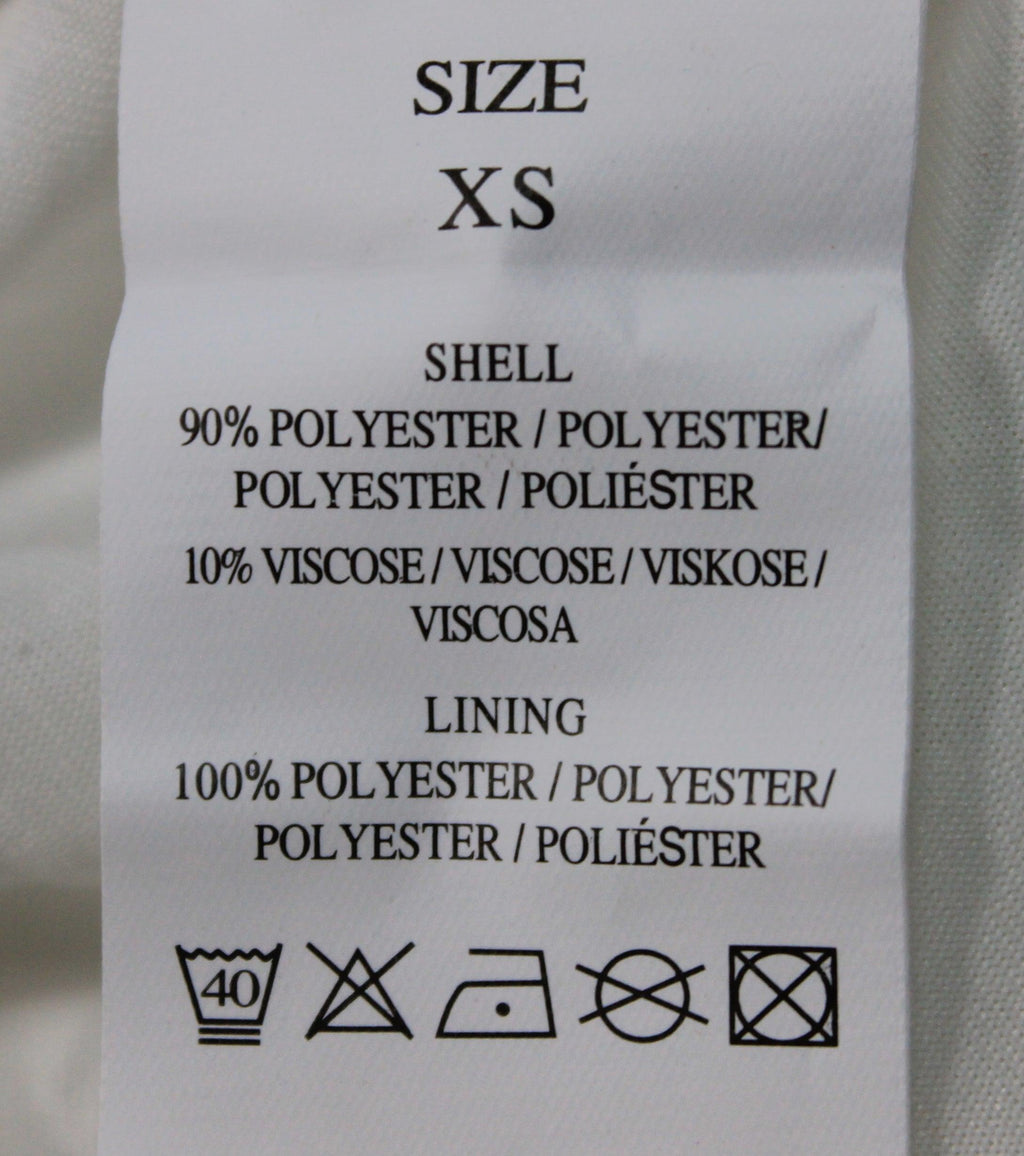 SIZE
XS
SHELL
90% POLYESTER / POLYESTER/
POLYESTER / POLIÉSTER
10% VISCOSE / VISCOSE / VISKOSE /
VISCOSA
LINING
100% POLYESTER / POLYESTER/
POLYESTER / POLIÉSTER
40